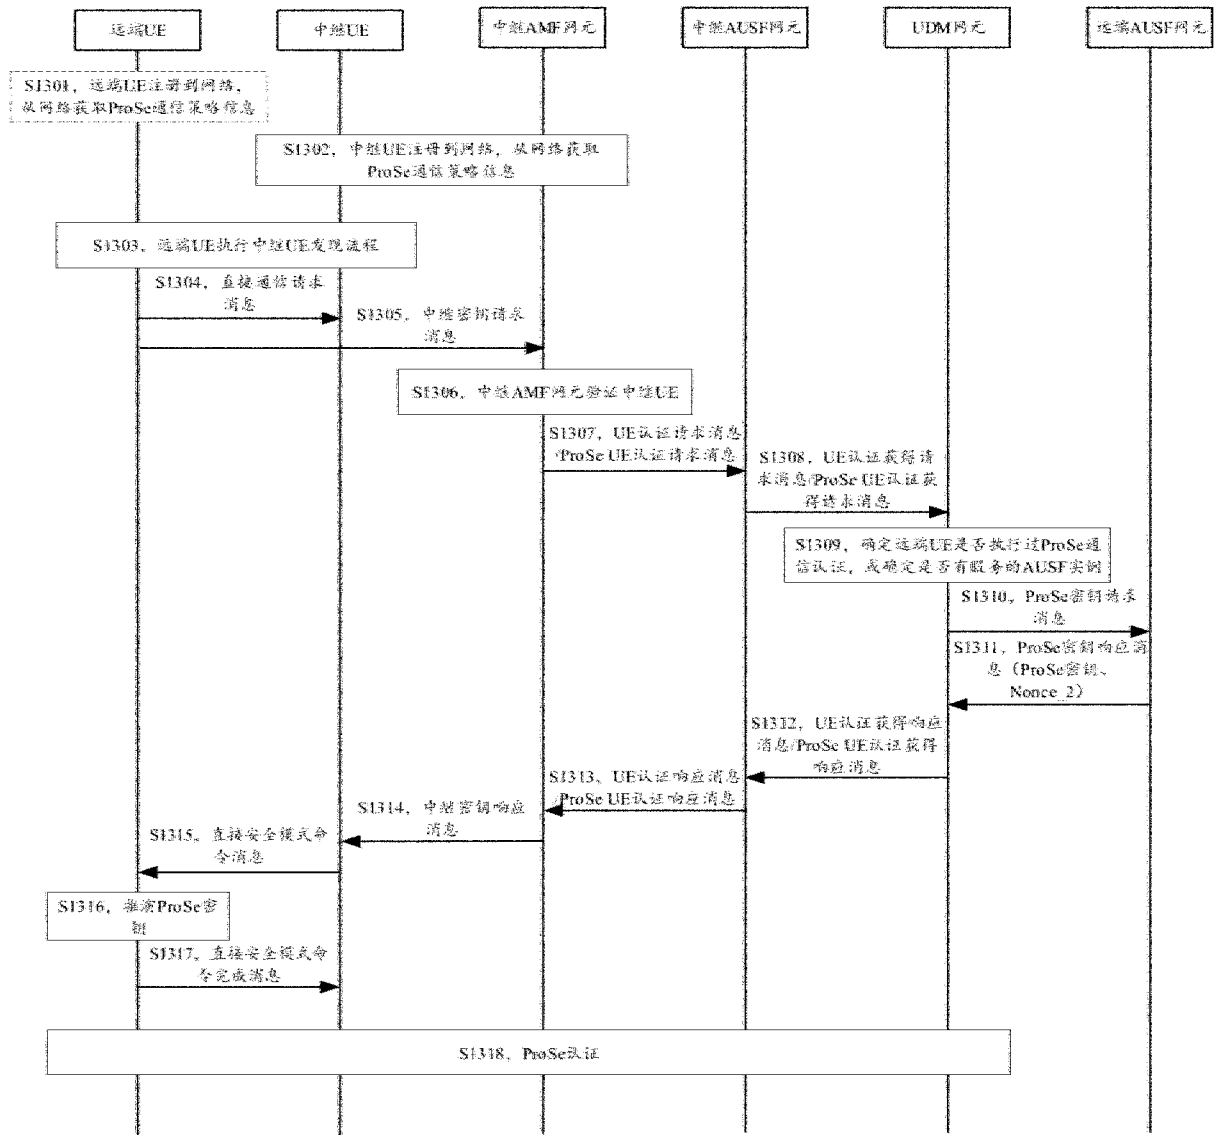 远端UE
中继UE
中继AMF网元
中继AUSF网元
UDM网元
远端AUSF网元
S1301，远端UE注册到网络，
从网络获取ProSe通信策略信息
S1302，中继UE注册到网络，从网络获取
ProSe通信策略信息
S1303，远端UE执行中继UE发现流程
S1304，直接通信请求
消息
S1305，中继密钥请求
消息
S1306，中继AMF网元验证中继UE
S1307，UE认证请求消息
/ProSe UE认证请求消息
S1308，UE认证获得请
求消息/ProSe UE认证获
得请求消息
S1309，确定远端UE是否执行过ProSe通
信认证，或确定是否有服务的AUSF实例
S1310，ProSe密钥请求
消息
S1311，ProSe密钥响应消
息（ProSe密钥、
Nonce_2）
S1312，UE认证获得响应
消息/ProSe UE认证获得
响应消息
S1313，UE认证响应消息
/ProSe UE认证响应消息
S1314，中继密钥响应
消息
S1315，直接安全模式命
令消息
S1316，推演ProSe密
钥
S1317，直接安全模式命
令完成消息
S1318，ProSe认证